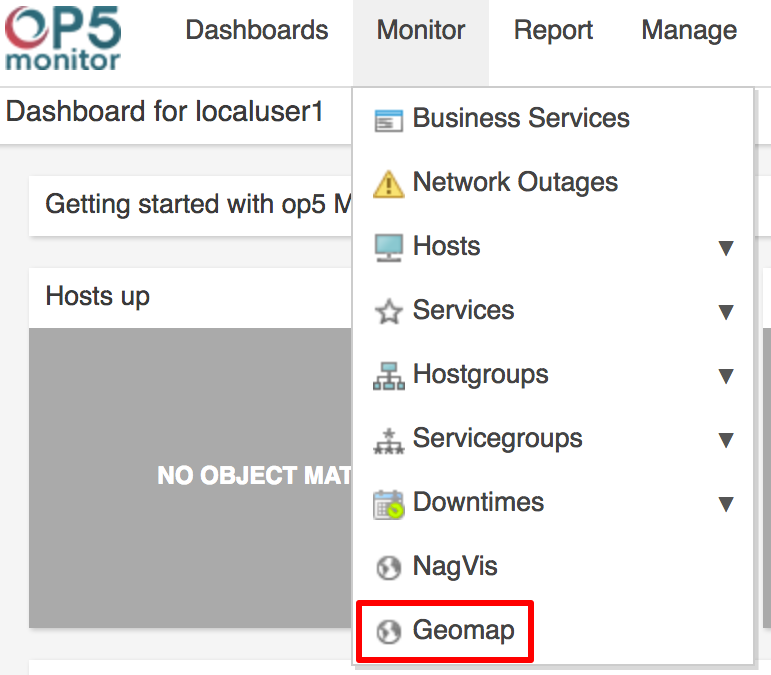 OP5
monitor
Dashboards
Monitor
Report
Manage
Dashboard for localuser1
Getting started with op5 M
Hosts up
NO OBJECT MAT
Business Services
Network Outages
Hosts
Services
Hostgroups
Servicegroups
Downtimes
NagVis
Geomap